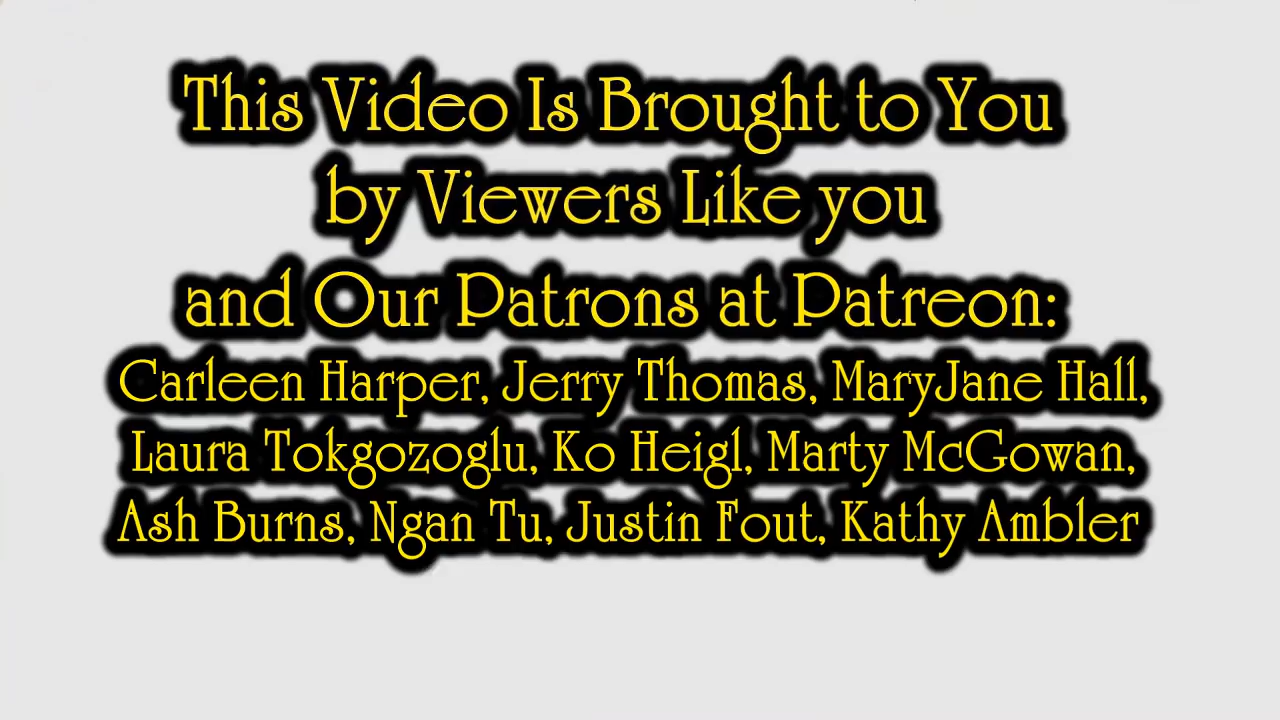 This Video Is Brought to You
by Viewers Like you
and Our Patrons at Patreon:
Carleen Harper, Jerry Thomas, MaryJane Hall,
Laura Tokgozoglu, Ko Heigl, Marty McGowan,
Ash Burns, Ngan Tu, Justin Fout, Kathy Ambler